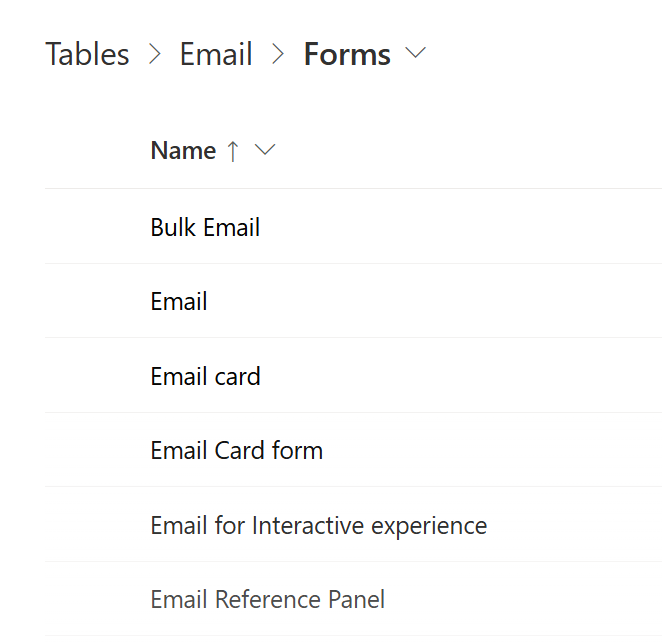 Tables > Email > Forms
Name ↑
Bulk Email
Email
Email card
Email Card form
Email for Interactive experience
Email Reference Panel